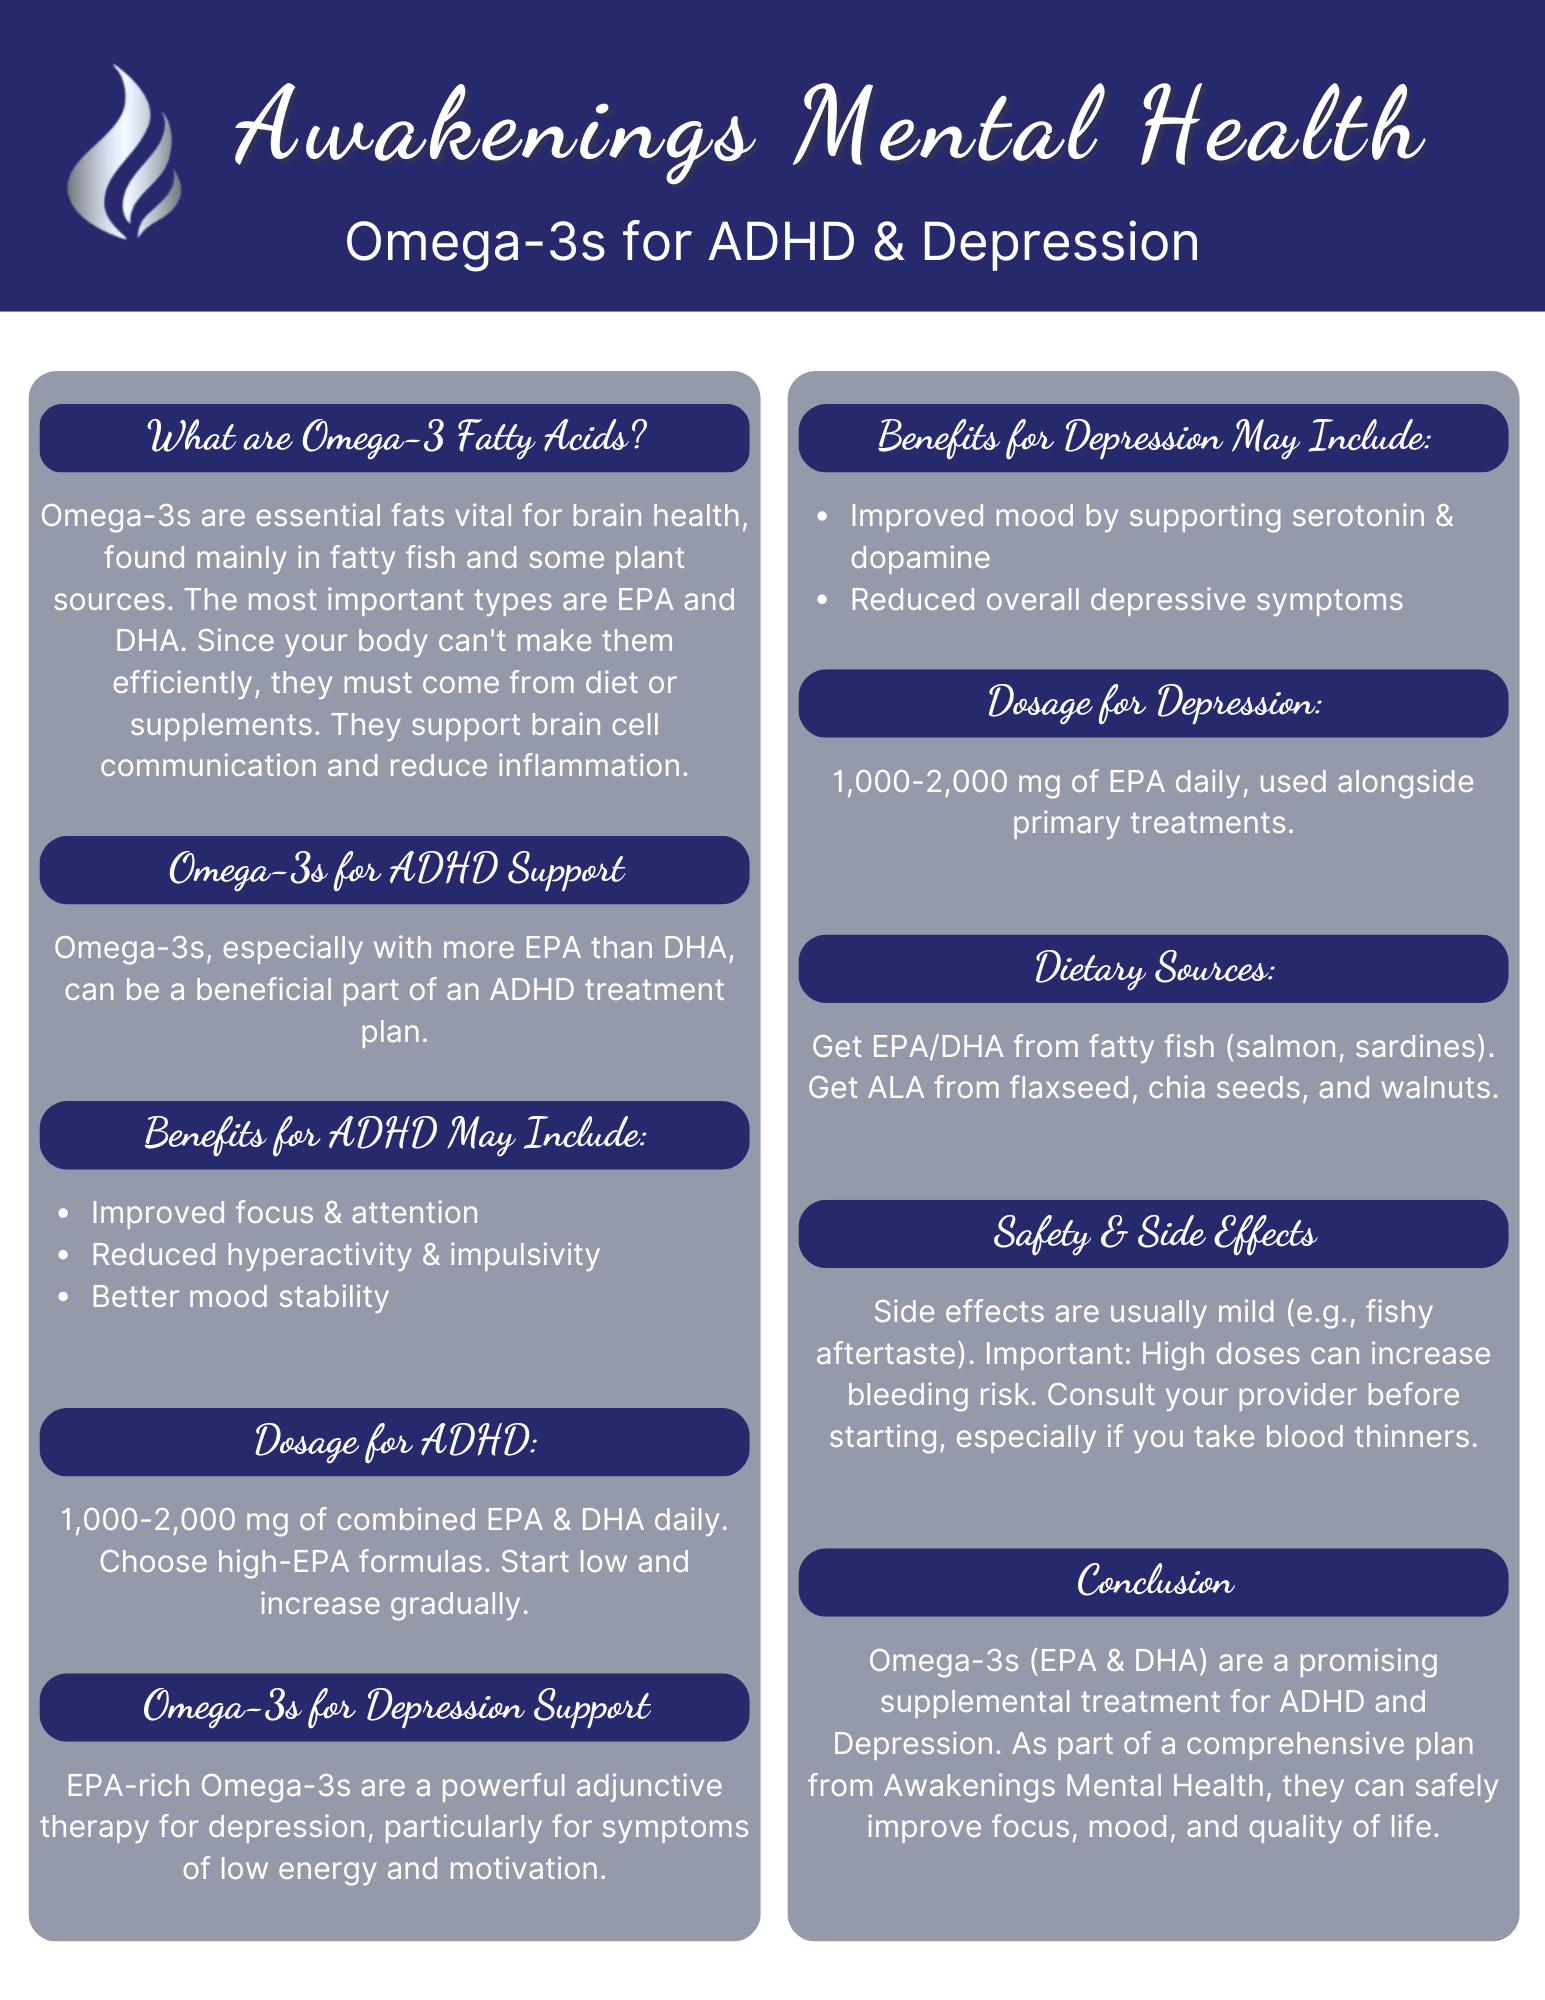 Awakenings Mental Health
Omega-3s for ADHD & Depression
What are Omega-3 Fatty Acids?
Omega-3s are essential fats vital for brain health,
found mainly in fatty fish and some plant
sources. The most important types are EPA and
DHA. Since your body can't make them
efficiently, they must come from diet or
supplements. They support brain cell
communication and reduce inflammation.
Omega-3s for ADHD Support
Omega-3s, especially with more EPA than DHA,
can be a beneficial part of an ADHD treatment
plan.
Benefits for ADHD May Include:
• Improved focus & attention
• Reduced hyperactivity & impulsivity
• Better mood stability
Dosage for ADHD:
1,000-2,000 mg of combined EPA & DHA daily.
Choose high-EPA formulas. Start low and
increase gradually.
Omega-3s for Depression Support
EPA-rich Omega-3s are a powerful adjunctive
therapy for depression, particularly for symptoms
of low energy and motivation.
Benefits for Depression May Include:
• Improved mood by supporting serotonin &
dopamine
• Reduced overall depressive symptoms
Dosage for Depression:
1,000-2,000 mg of EPA daily, used alongside
primary treatments.
Dietary Sources:
Get EPA/DHA from fatty fish (salmon, sardines).
Get ALA from flaxseed, chia seeds, and walnuts.
Safety & Side Effects
Side effects are usually mild (e.g., fishy
aftertaste). Important: High doses can increase
bleeding risk. Consult your provider before
starting, especially if you take blood thinners.
Conclusion
Omega-3s (EPA & DHA) are a promising
supplemental treatment for ADHD and
Depression. As part of a comprehensive plan
from Awakenings Mental Health, they can safely
improve focus, mood, and quality of life.